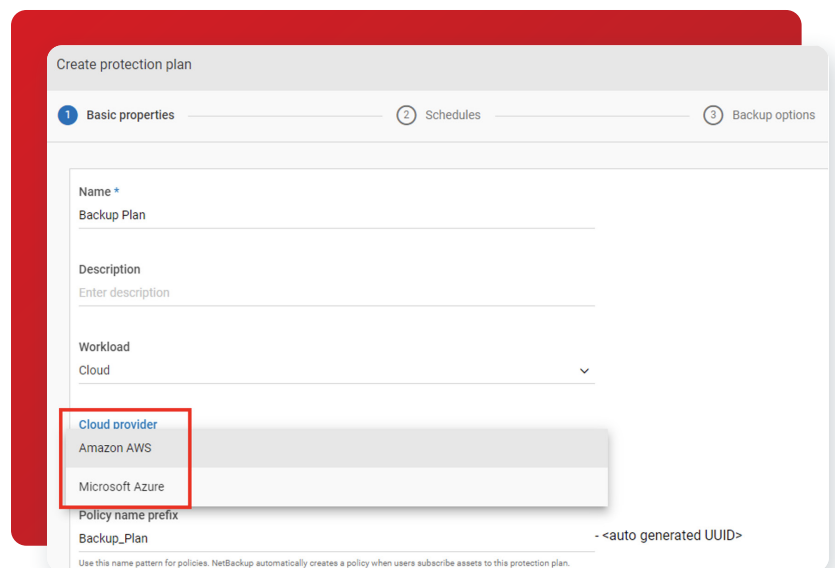 Create protection plan
1 Basic properties 2 Schedules 3 Backup options
Name *
Backup Plan
Description
Enter description
Workload
Cloud
Cloud provider
Amazon AWS
Microsoft Azure
Policy name prefix
Backup_Plan - <auto generated UUID>
Use this name pattern for policies. NetBackup automatically creates a policy when users subscribe assets to this protection plan.